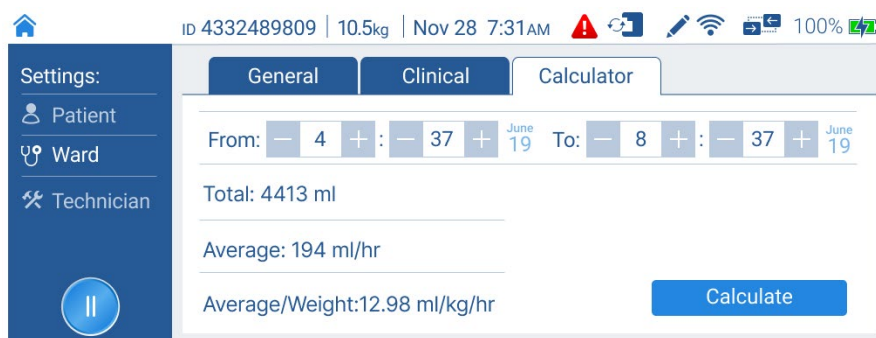 ID 4332489809 | 10.5kg | Nov 28 7:31AM 100%
Settings:
Patient
Ward
Technician
General Clinical Calculator
From: − 4 + : − 37 + June 19 To: − 8 + : − 37 + June 19
Total: 4413 ml
Average: 194 ml/hr
Average/Weight:12.98 ml/kg/hr
Calculate